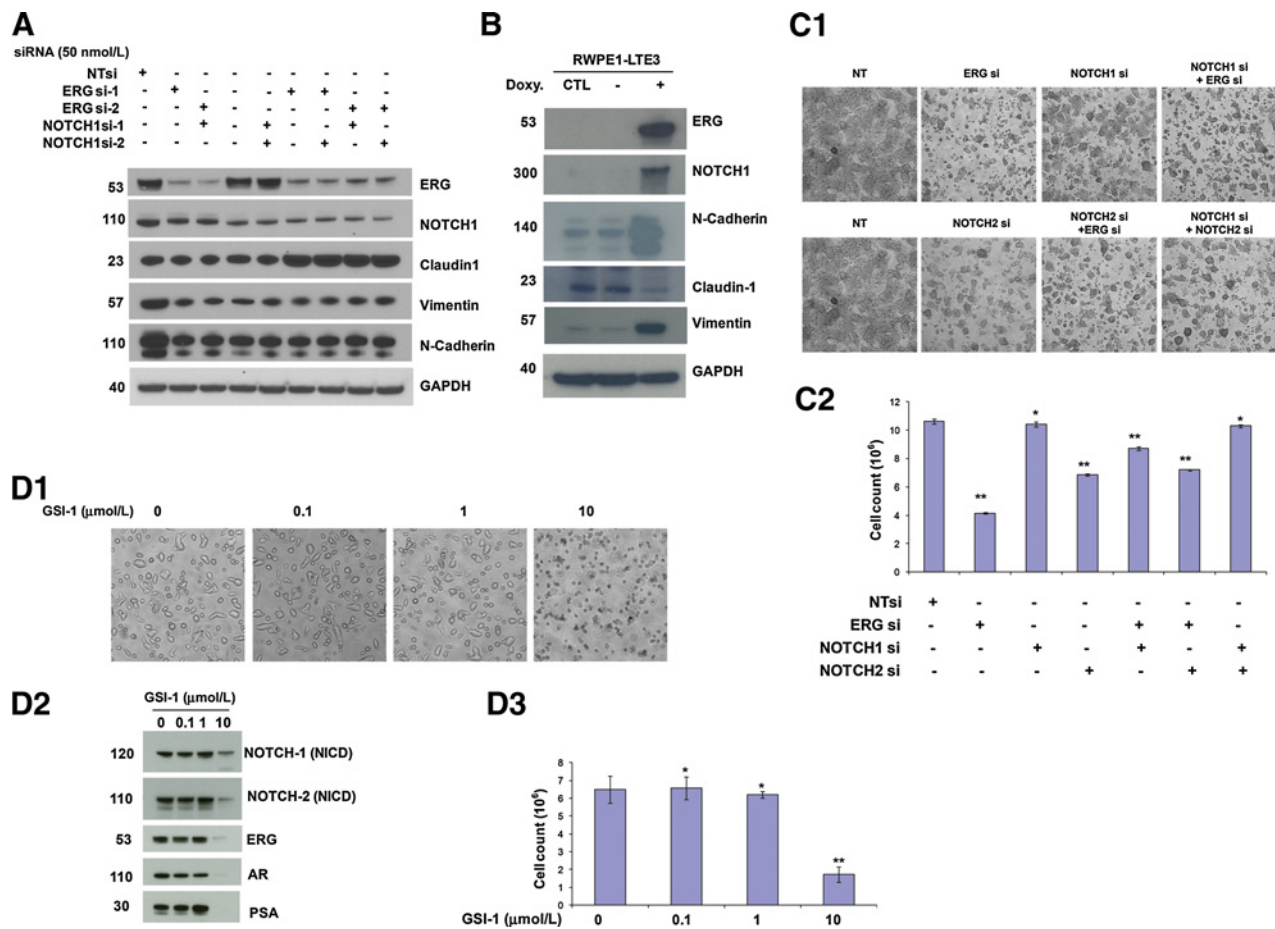 A
siRNA (50 nmol/L)
NTsi + - - - - - - - -
ERG si-1 - + - - - + + - -
ERG si-2 - - + - - - - + +
NOTCH1si-1 - - + - + - - + -
NOTCH1si-2 - - - - + - + - +
53 ERG
110 NOTCH1
23 Claudin1
57 Vimentin
110 N-Cadherin
40 GAPDH
B
RWPE1-LTE3
Doxy. CTL - +
53 ERG
300 NOTCH1
140 N-Cadherin
23 Claudin-1
57 Vimentin
40 GAPDH
C1
NT
ERG si
NOTCH1 si
NOTCH1 si
+ ERG si
NT
NOTCH2 si
NOTCH2 si
+ERG si
NOTCH1 si
+ NOTCH2 si
C2
Cell count (10⁶)
12
10
8
6
4
2
0
** * ** ** ** *
NTsi + - - - - - -
ERG si - + - - + + -
NOTCH1 si - - + - + - +
NOTCH2 si - - - + - + +
D1
GSI-1 (μmol/L)
0 0.1 1 10
D2
GSI-1 (μmol/L)
0 0.1 1 10
120 NOTCH-1 (NICD)
110 NOTCH-2 (NICD)
53 ERG
110 AR
30 PSA
D3
Cell count (10⁶)
8
7
6
5
4
3
2
1
0
* * **
GSI-1 (μmol/L) 0 0.1 1 10